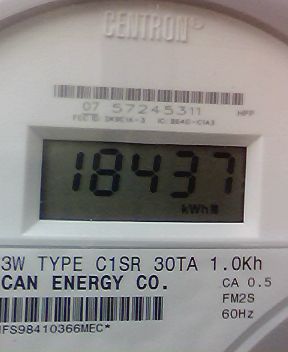 CENTRON®
07 57245311 HPP
18437
kWh
3W TYPE C1SR 30TA 1.0Kh
CAN ENERGY CO. CA 0.5
FM2S
60Hz